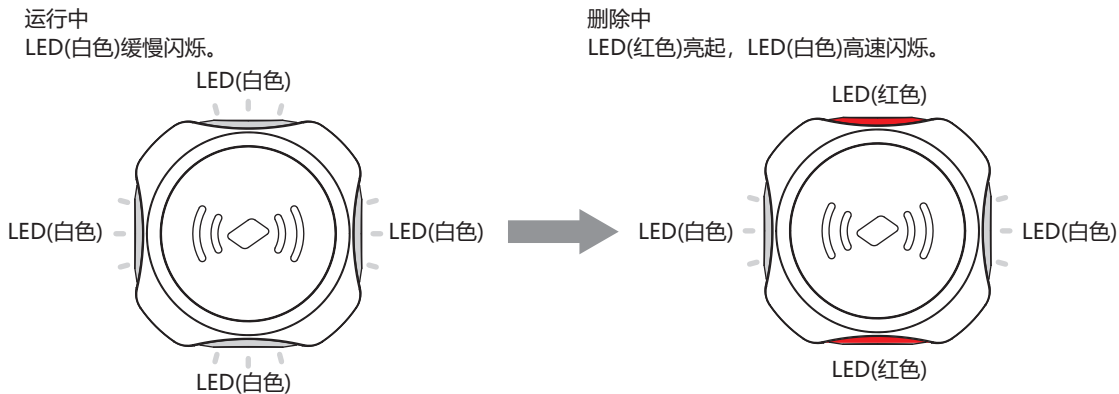 运行中
LED(白色)缓慢闪烁。
LED(白色)
LED(白色)
LED(白色)
LED(白色)
删除中
LED(红色)亮起，LED(白色)高速闪烁。
LED(红色)
LED(白色)
LED(白色)
LED(红色)